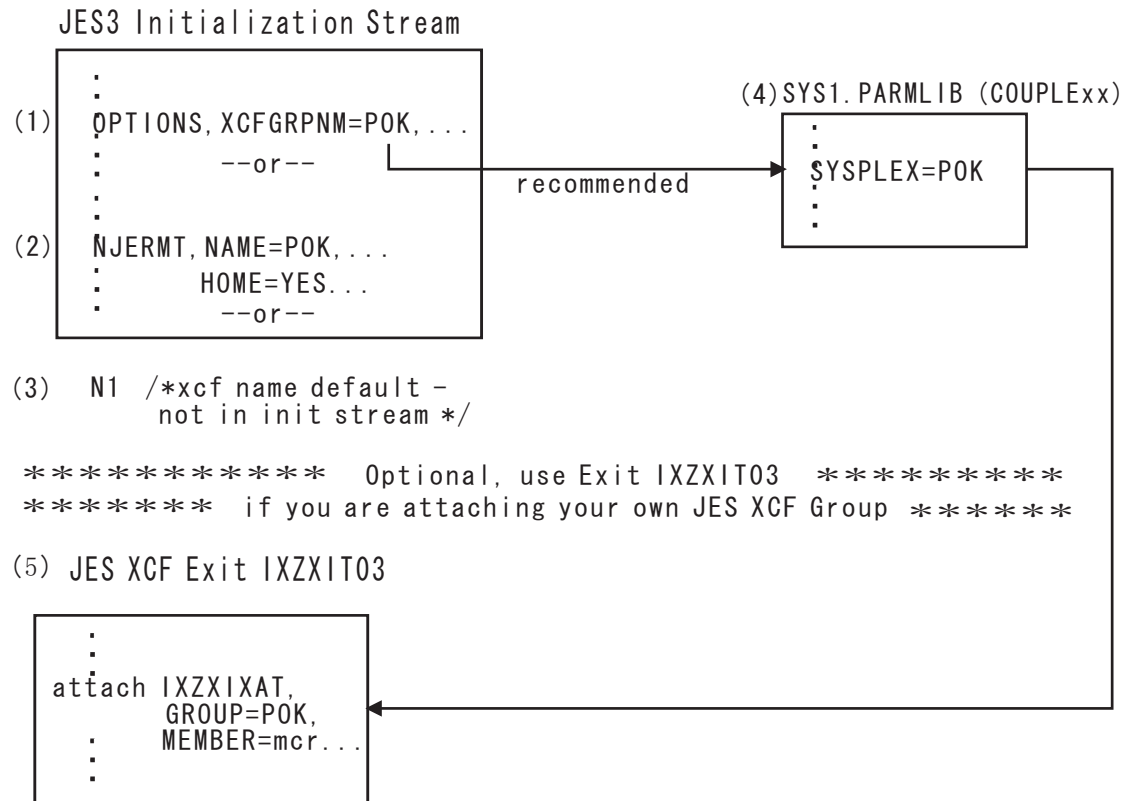 JES3 Initialization Stream
(1) OPTIONS,XCFGRPNM=POK,...
--or--
recommended
(4)SYS1.PARMLIB (COUPLExx)
SYSPLEX=POK
(2) NJERMT,NAME=POK,...
HOME=YES...
--or--
(3) N1 /*xcf name default -
not in init stream */
*********** Optional, use Exit IXZXIT03 *********
******* if you are attaching your own JES XCF Group ******
(5) JES XCF Exit IXZXIT03
attach IXZXIXAT,
GROUP=POK,
MEMBER=mcr...